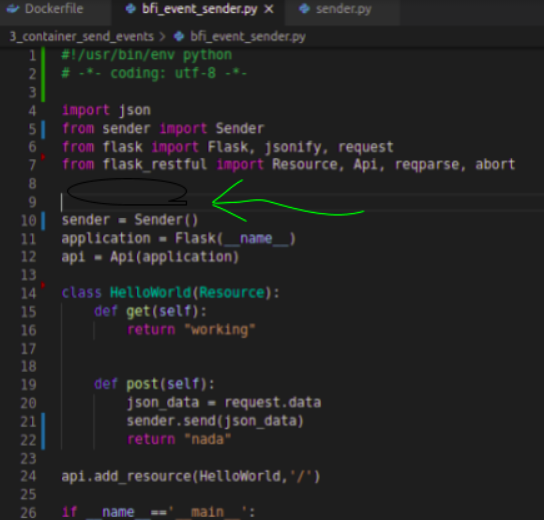 Dockerfile bfi_event_sender.py × sender.py
3_container_send_events > bfi_event_sender.py
1 #!/usr/bin/env python
2 # -*- coding: utf-8 -*-
3
4 import json
5 from sender import Sender
6 from flask import Flask, jsonify, request
7 from flask_restful import Resource, Api, reqparse, abort
8
9
10 sender = Sender()
11 application = Flask(__name__)
12 api = Api(application)
13
14 class HelloWorld(Resource):
15     def get(self):
16         return "working"
17
18
19     def post(self):
20         json_data = request.data
21         sender.send(json_data)
22         return "nada"
23
24 api.add_resource(HelloWorld,'/')
25
26 if __name__=='__main__':